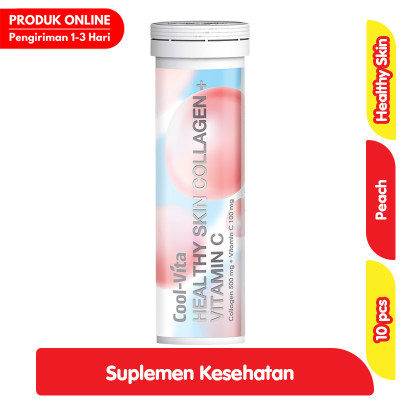 PRODUK ONLINE
Pengiriman 1-3 Hari
Cool-Vita
HEALTHY SKIN COLLAGEN +
VITAMIN C
Collagen 500 mg + Vitamin C 100 mg
Healthy Skin
Peach
10 pcs
Suplemen Kesehatan